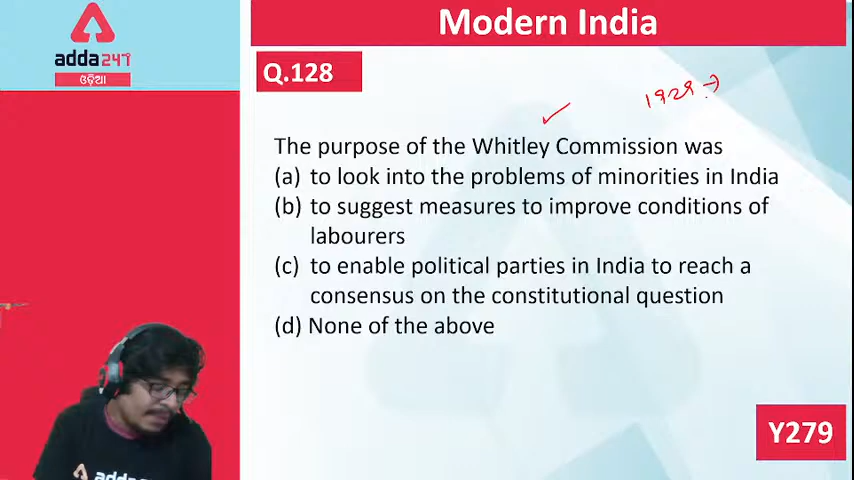 Modern India
adda247
ଓଡ଼ିଆ
Q.128
1929 →
The purpose of the Whitley Commission was
(a) to look into the problems of minorities in India
(b) to suggest measures to improve conditions of
labourers
(c) to enable political parties in India to reach a
consensus on the constitutional question
(d) None of the above
adda247
Y279